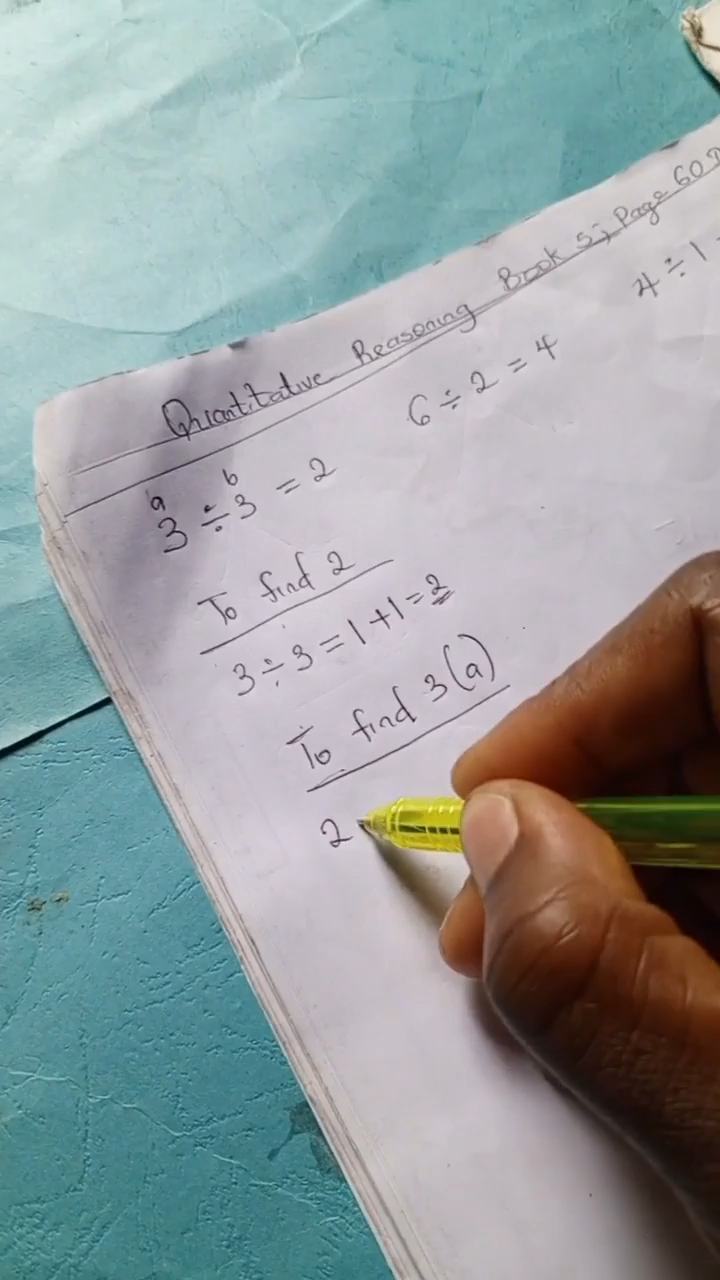 Quantitative Reasoning Book 5; Page 60
a b
3 ÷ 3 = 2 6 ÷ 2 = 4 4 ÷ 1
To find 2
3 ÷ 3 = 1 + 1 = 2
To find 3(a)
2